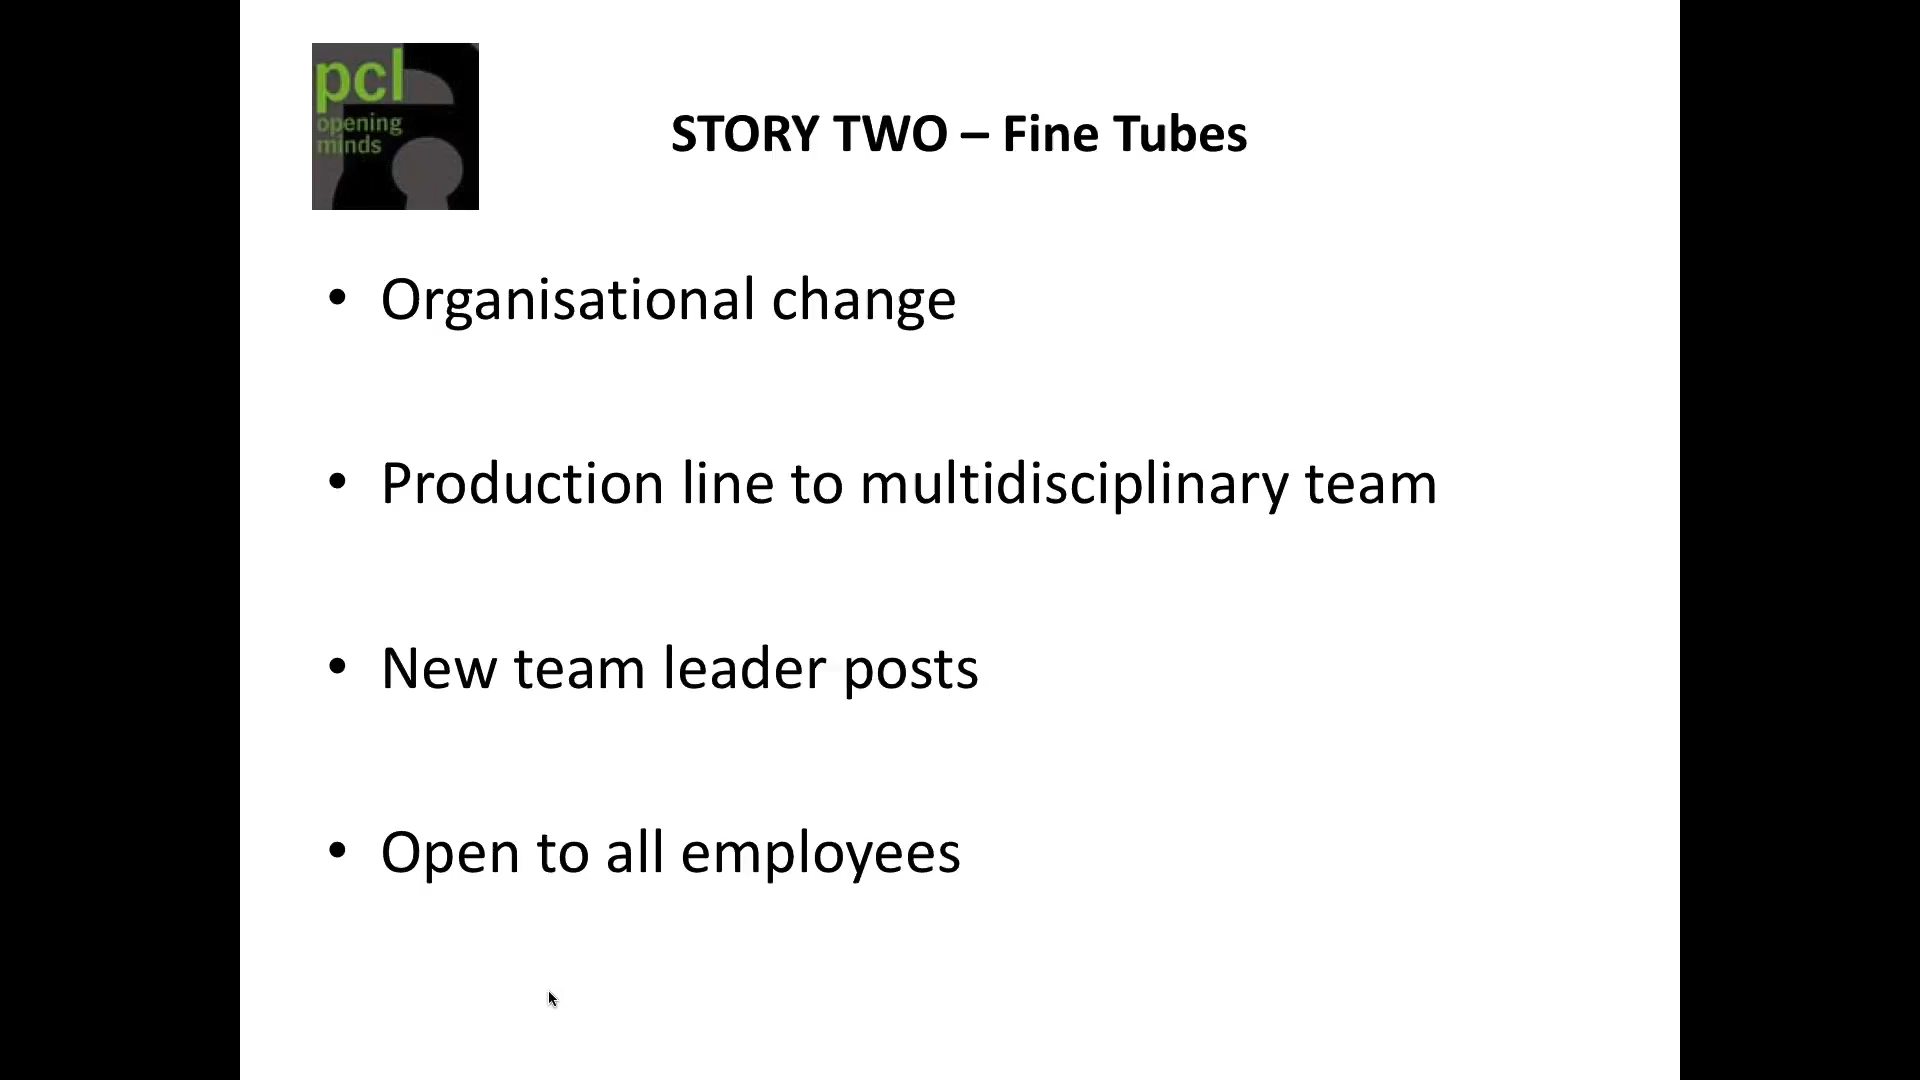 pcl
opening
minds
STORY TWO – Fine Tubes
• Organisational change
• Production line to multidisciplinary team
• New team leader posts
• Open to all employees